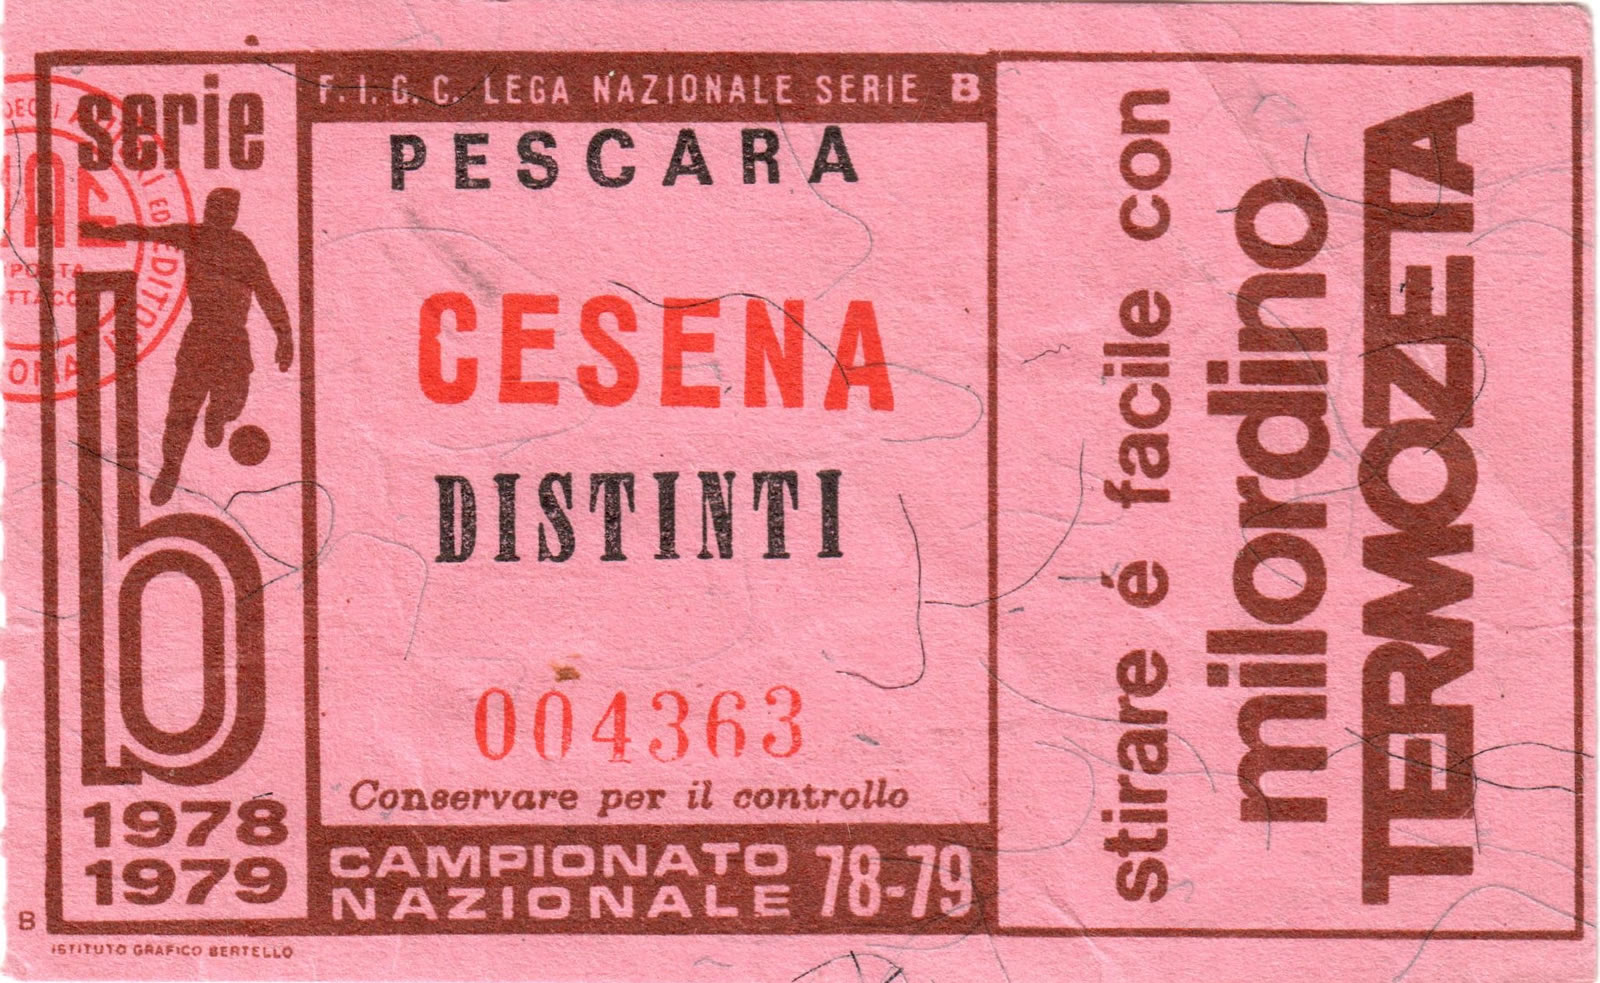 serie
b
1978
1979
B
ISTITUTO GRAFICO BERTELLO
F.I.G.C. LEGA NAZIONALE SERIE B
PESCARA
CESENA
DISTINTI
004363
Conservare per il controllo
CAMPIONATO
NAZIONALE 78-79
stirare é facile con
milordino
TERMOZETA